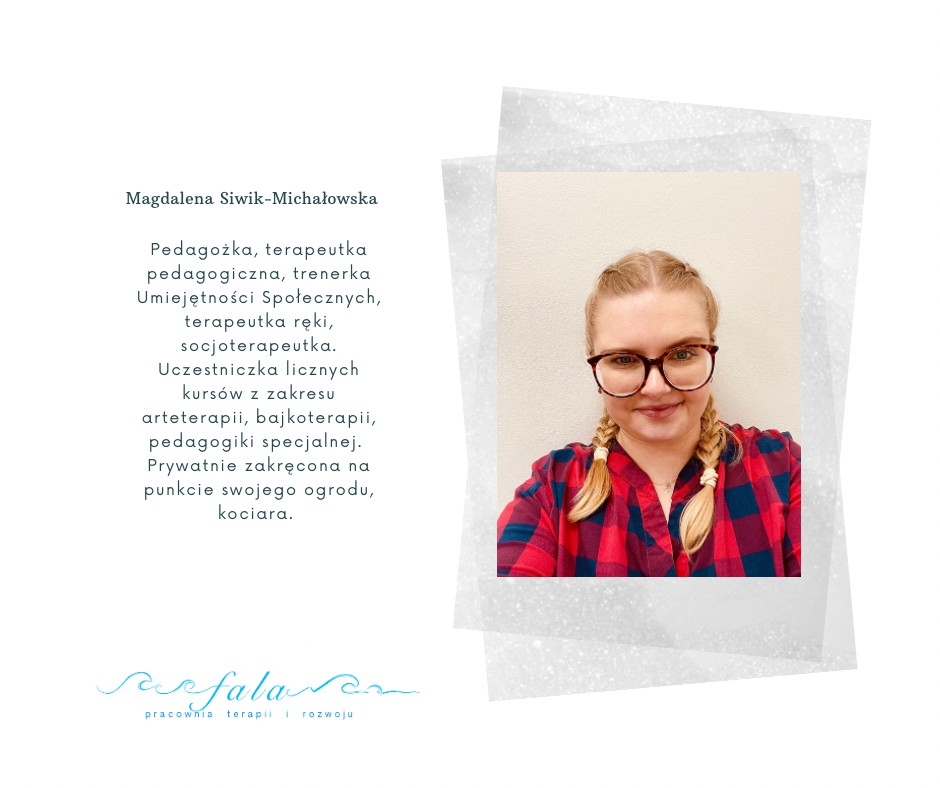 Magdalena Siwik-Michałowska
Pedagożka, terapeutka
pedagogiczna, trenerka
Umiejętności Społecznych,
terapeutka ręki,
socjoterapeutka.
Uczestniczka licznych
kursów z zakresu
arteterapii, bajkoterapii,
pedagogiki specjalnej.
Prywatnie zakręcona na
punkcie swojego ogrodu,
kociara.
fala
pracownia terapii i rozwoju